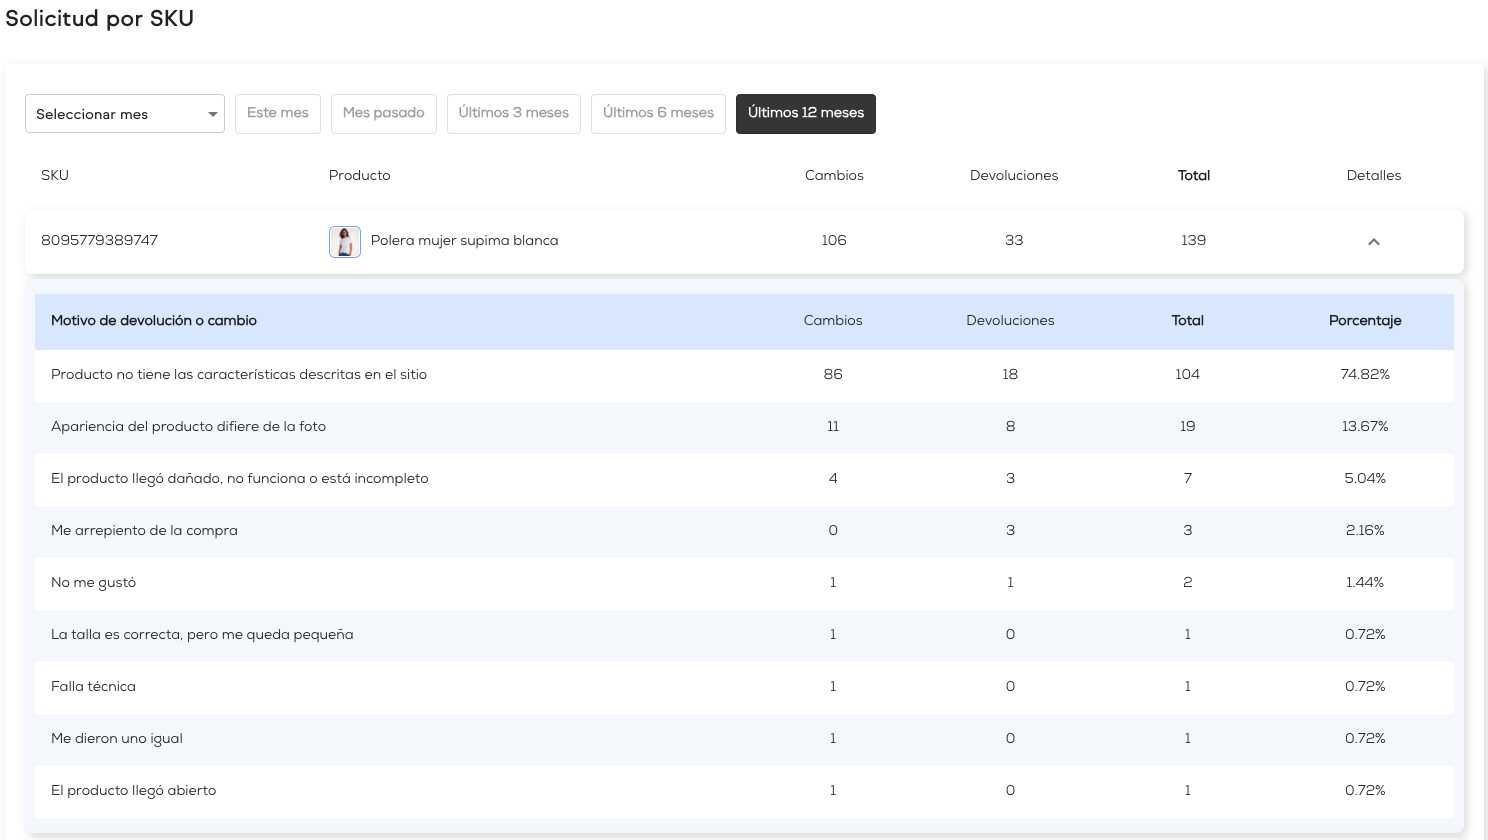 Solicitud por SKU
Seleccionar mes Este mes Mes pasado Últimos 3 meses Últimos 6 meses Últimos 12 meses
SKU Producto Cambios Devoluciones Total Detalles
8095779389747 Polera mujer supima blanca 106 33 139
Motivo de devolución o cambio Cambios Devoluciones Total Porcentaje
Producto no tiene las características descritas en el sitio 86 18 104 74.82%
Apariencia del producto difiere de la foto 11 8 19 13.67%
El producto llegó dañado, no funciona o está incompleto 4 3 7 5.04%
Me arrepiento de la compra 0 3 3 2.16%
No me gustó 1 1 2 1.44%
La talla es correcta, pero me queda pequeña 1 0 1 0.72%
Falla técnica 1 0 1 0.72%
Me dieron uno igual 1 0 1 0.72%
El producto llegó abierto 1 0 1 0.72%